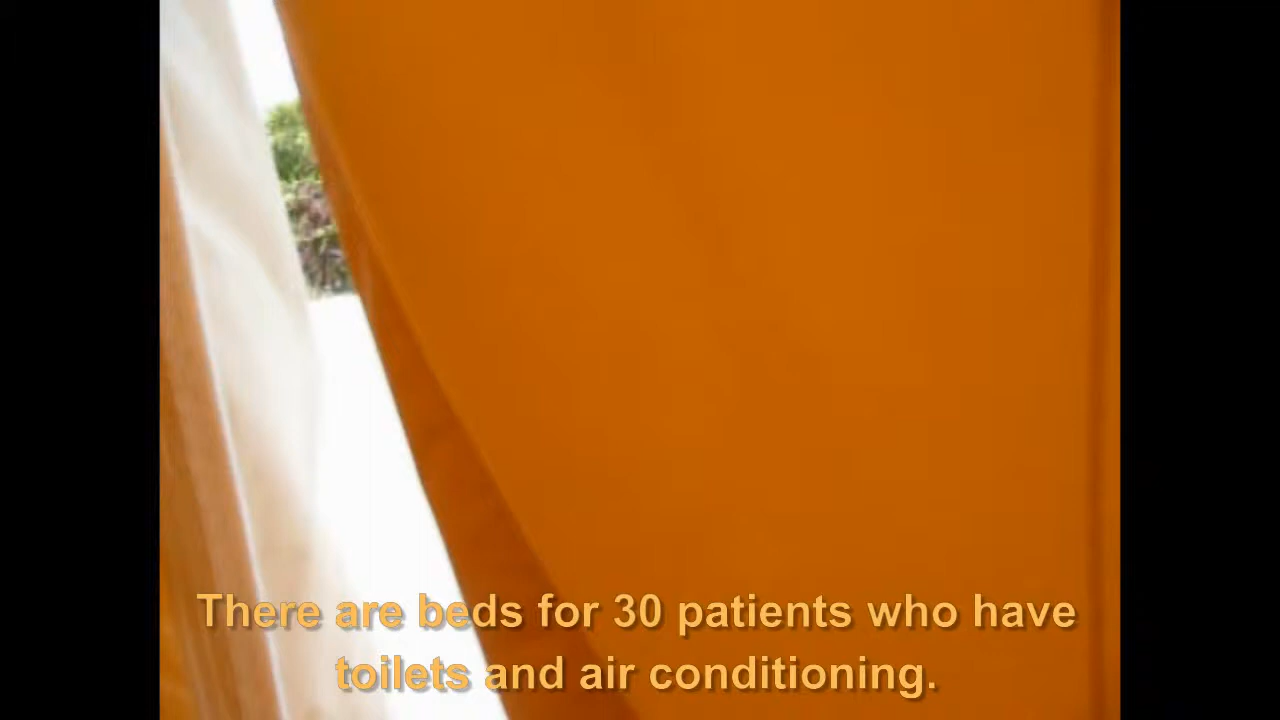 There are beds for 30 patients who have
toilets and air conditioning.